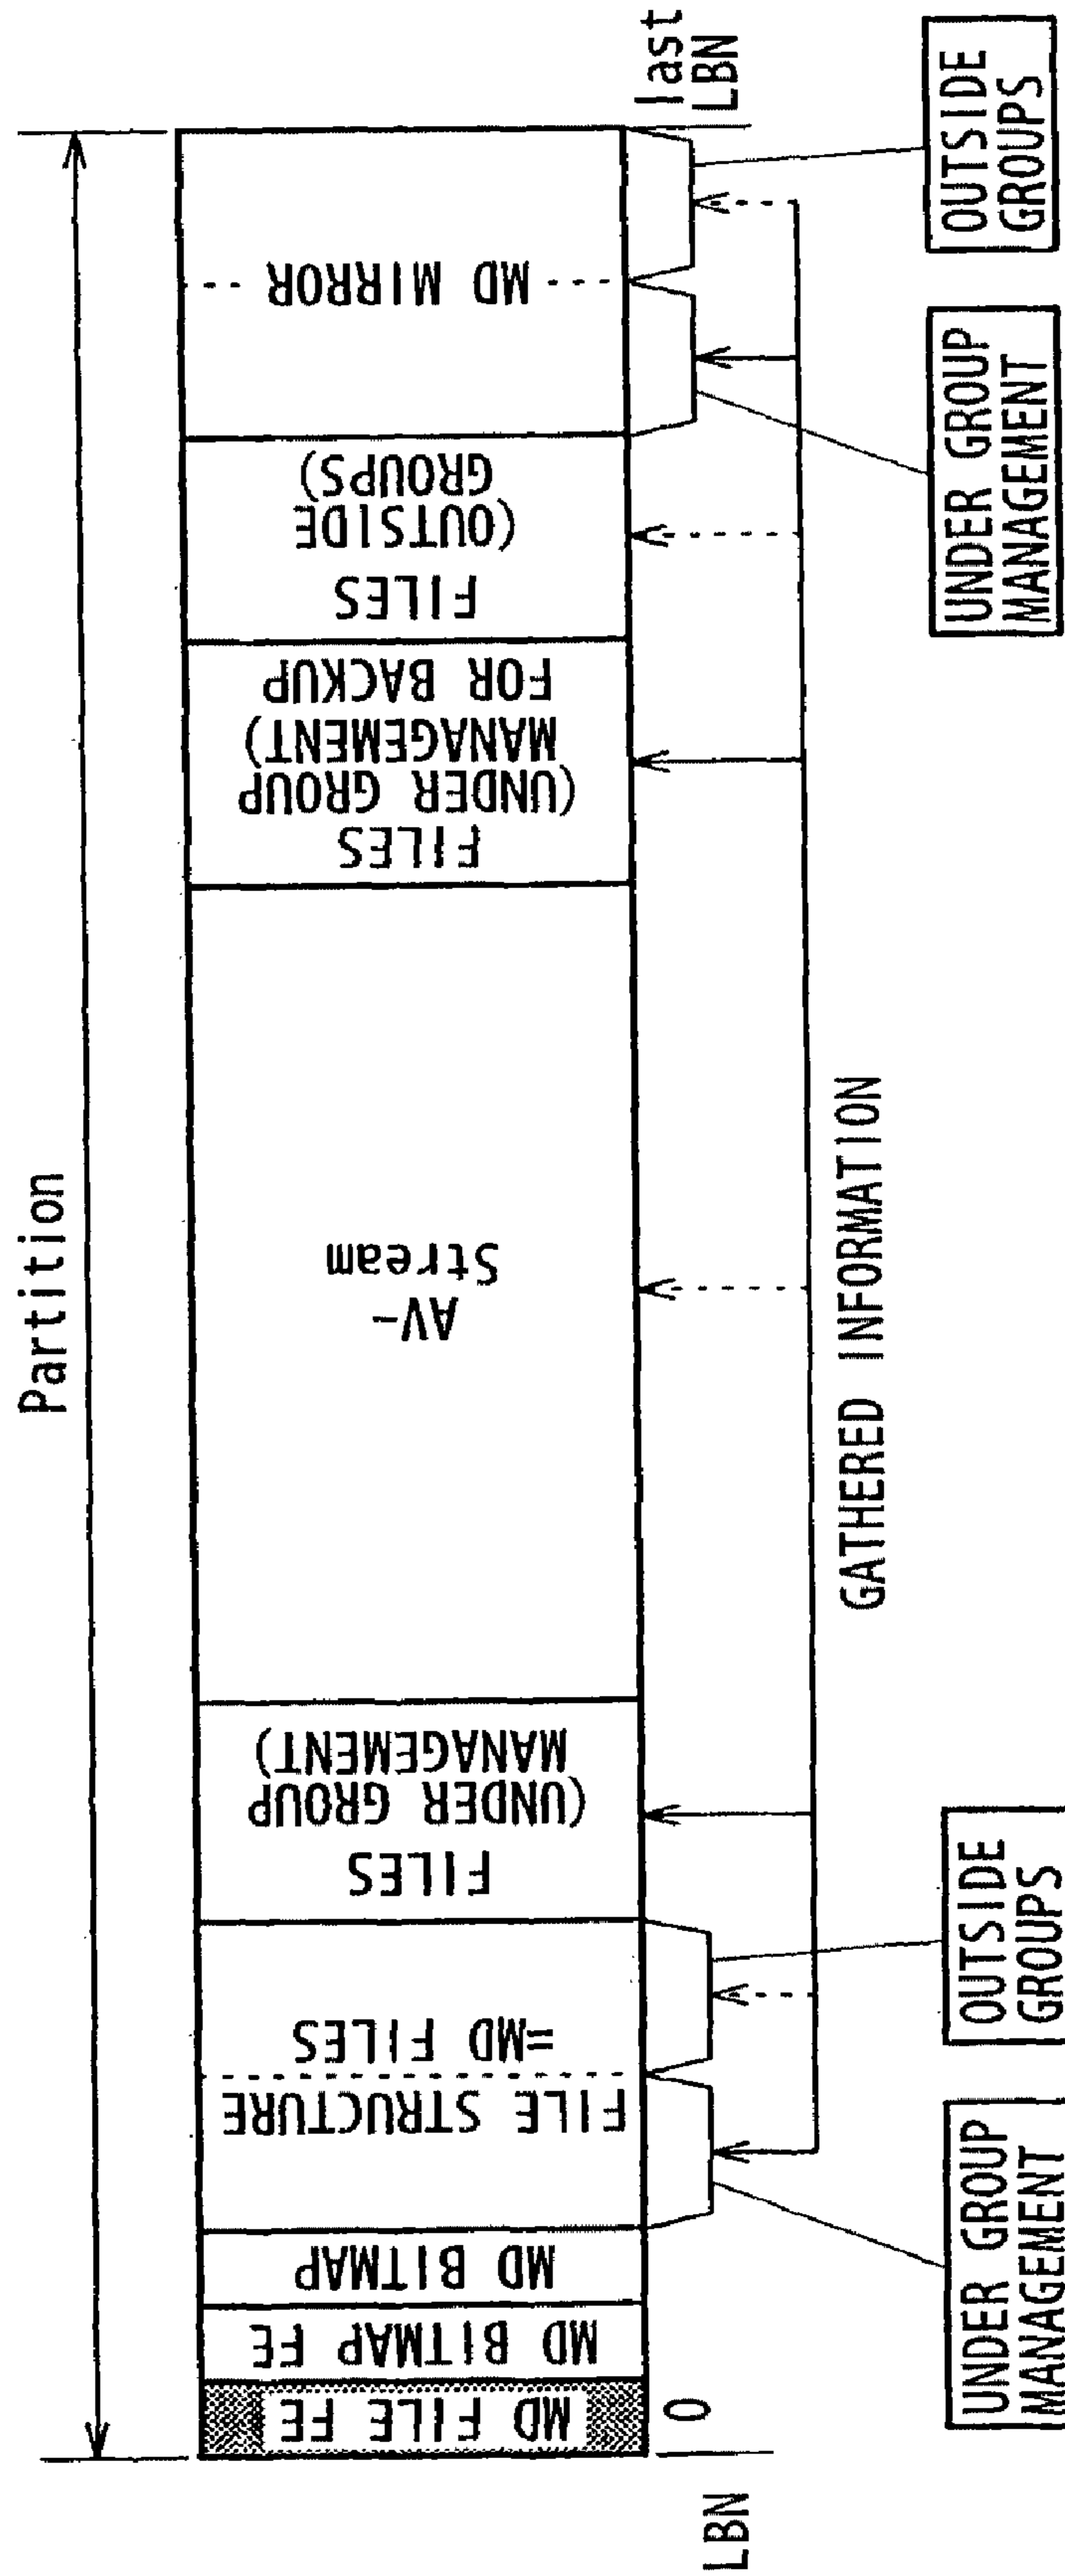 Partition
MD FILE FE
MD BITMAP FE
MD BITMAP
FILE STRUCTURE
=MD FILES
FILES
(UNDER GROUP
MANAGEMENT)
AV-
Stream
FILES
(UNDER GROUP
MANAGEMENT)
FOR BACKUP
FILES
(OUTSIDE
GROUPS)
MD MIRROR
LBN
0
last
LBN
GATHERED INFORMATION
UNDER GROUP
MANAGEMENT
OUTSIDE
GROUPS
UNDER GROUP
MANAGEMENT
OUTSIDE
GROUPS